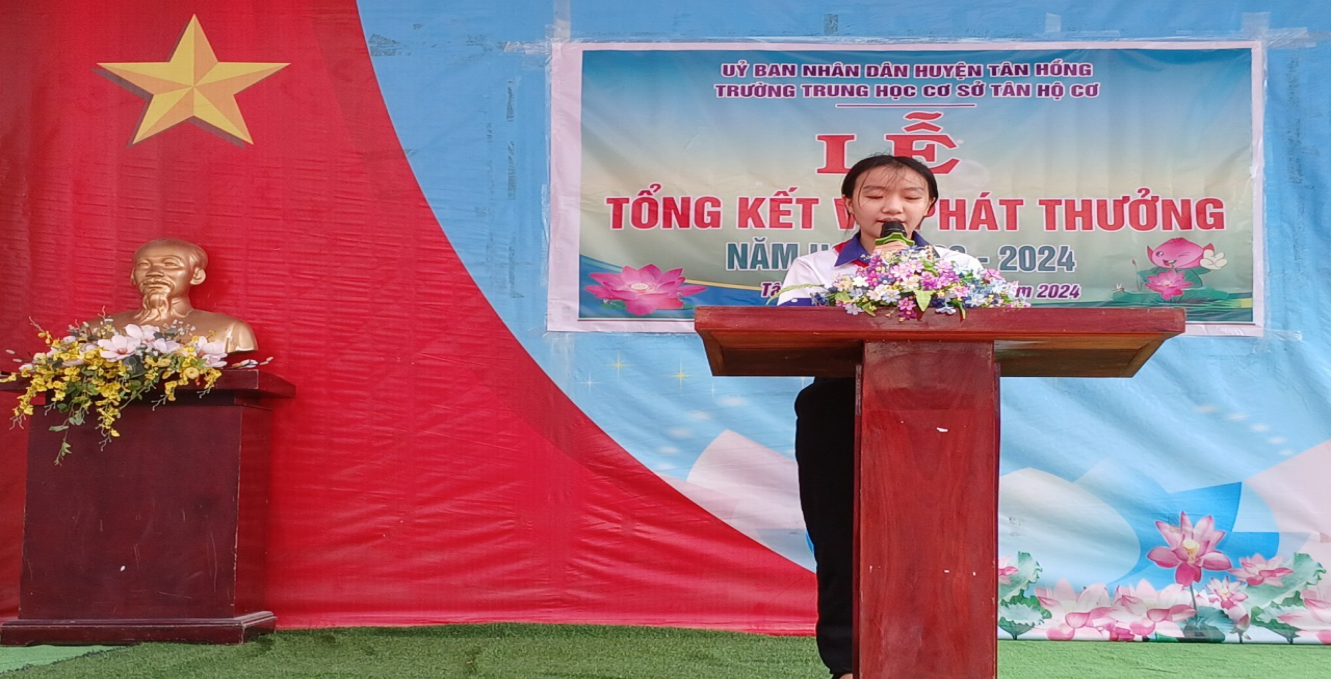 UỶ BAN NHÂN DÂN HUYỆN TÂN HỒNG
TRƯỜNG TRUNG HỌC CƠ SỞ TÂN HỘ CƠ
LỄ
TỔNG KẾT PHÁT THƯỞNG
NĂM - 2024
2024